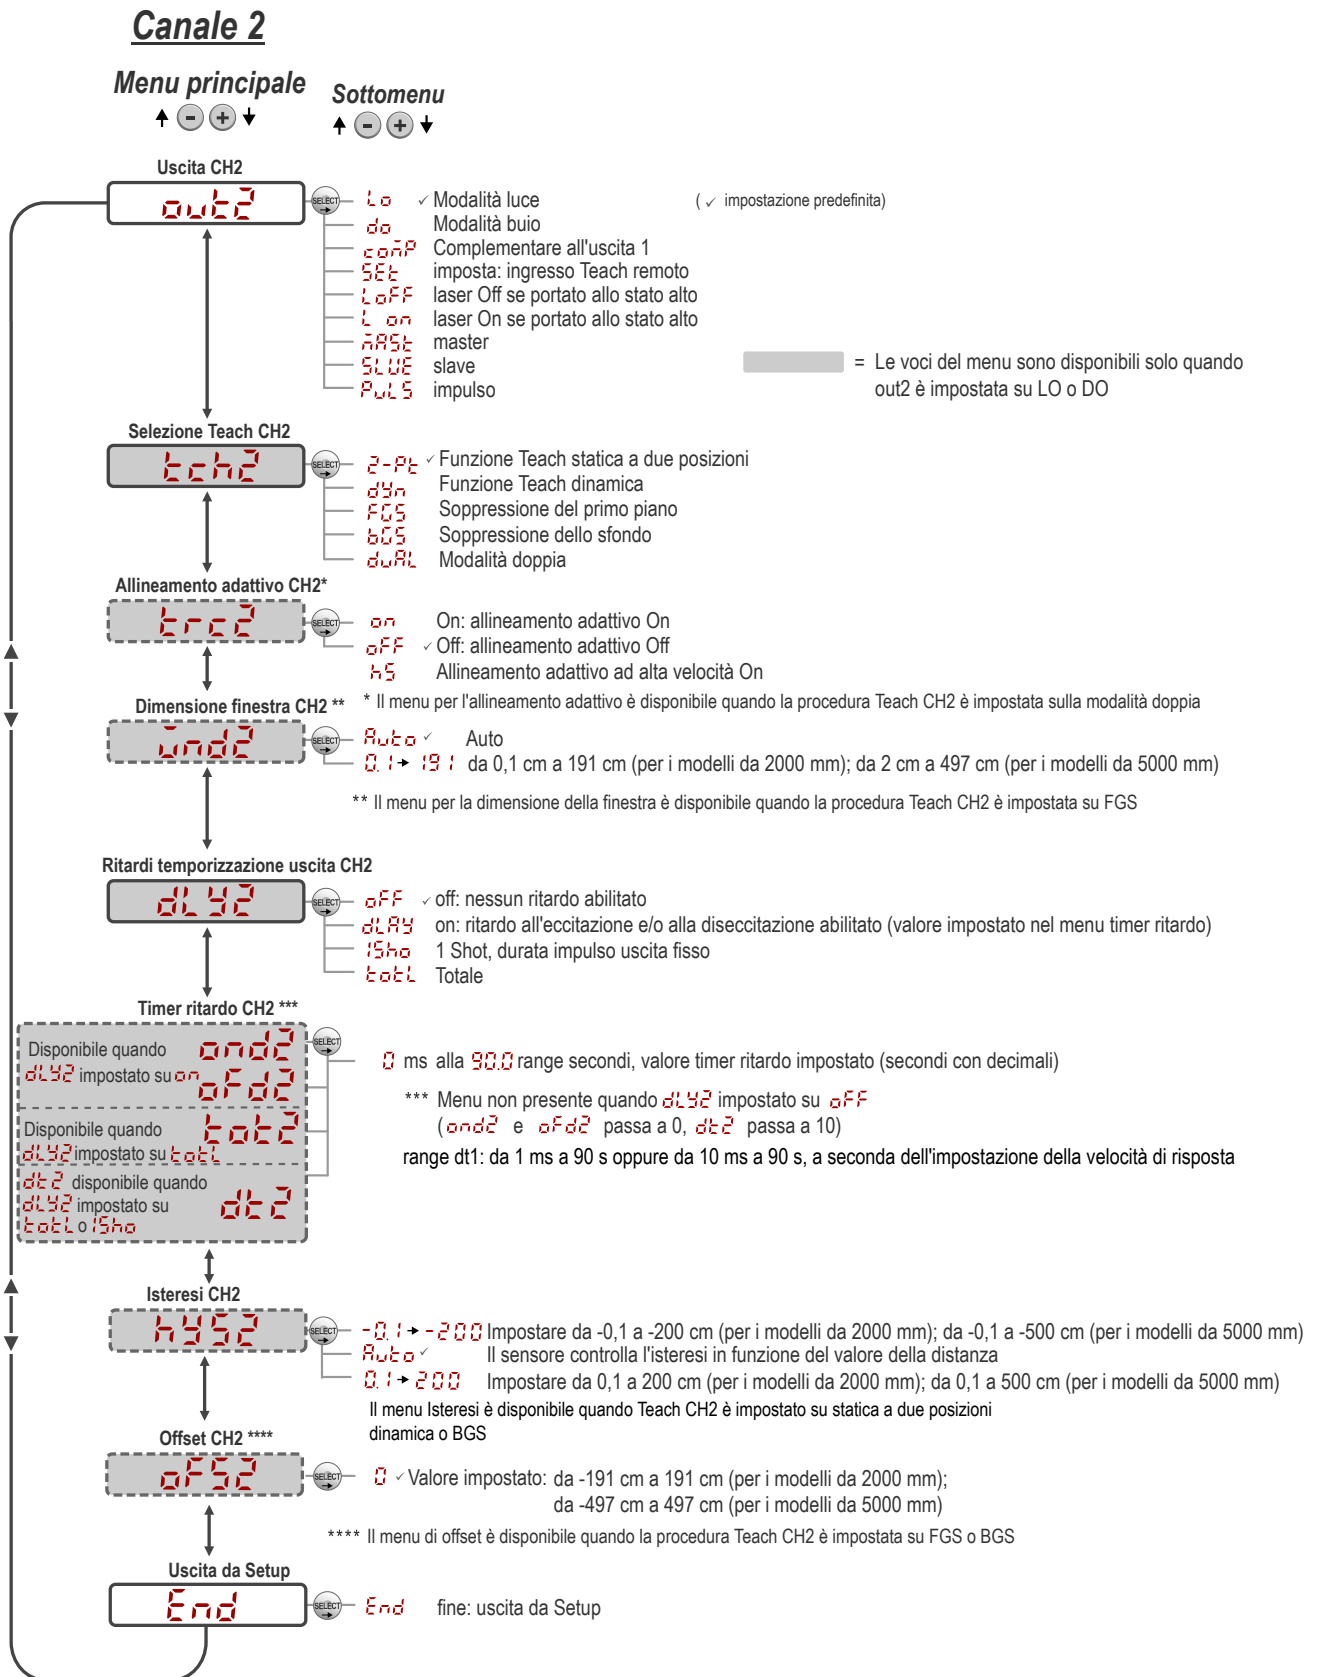 Canale 2
Menu principale
Sottomenu
- +
- +
Uscita CH2
out2
SELECT
Lo ✓ Modalità luce
( ✓ impostazione predefinita)
do Modalità buio
comP Complementare all'uscita 1
SEt imposta: ingresso Teach remoto
LoFF laser Off se portato allo stato alto
L on laser On se portato allo stato alto
mASt master
SLVE slave
PuLS impulso
= Le voci del menu sono disponibili solo quando
out2 è impostata su LO o DO
Selezione Teach CH2
tch2
SELECT
2-Pt ✓ Funzione Teach statica a due posizioni
dyn Funzione Teach dinamica
FGS Soppressione del primo piano
bGS Soppressione dello sfondo
duAL Modalità doppia
Allineamento adattivo CH2*
trc2
SELECT
on On: allineamento adattivo On
oFF ✓ Off: allineamento adattivo Off
hS Allineamento adattivo ad alta velocità On
* Il menu per l'allineamento adattivo è disponibile quando la procedura Teach CH2 è impostata sulla modalità doppia
Dimensione finestra CH2 **
wnd2
SELECT
Auto ✓ Auto
0.1 → 191 da 0,1 cm a 191 cm (per i modelli da 2000 mm); da 2 cm a 497 cm (per i modelli da 5000 mm)
** Il menu per la dimensione della finestra è disponibile quando la procedura Teach CH2 è impostata su FGS
Ritardi temporizzazione uscita CH2
dLY2
SELECT
oFF ✓ off: nessun ritardo abilitato
dLAY on: ritardo all'eccitazione e/o alla diseccitazione abilitato (valore impostato nel menu timer ritardo)
1Sho 1 Shot, durata impulso uscita fisso
totL Totale
Timer ritardo CH2 ***
Disponibile quando
dLY2 impostato su on
ond2
oFd2
SELECT
Disponibile quando
dLY2 impostato su totL
tot2
dt2 disponibile quando
dLY2 impostato su
totL o 1Sho
dt2
0 ms alla 90.0 range secondi, valore timer ritardo impostato (secondi con decimali)
*** Menu non presente quando dLY2 impostato su oFF
(ond2 e oFd2 passa a 0, dt2 passa a 10)
range dt1: da 1 ms a 90 s oppure da 10 ms a 90 s, a seconda dell'impostazione della velocità di risposta
Isteresi CH2
hYS2
SELECT
-0.1 → -200 Impostare da -0,1 a -200 cm (per i modelli da 2000 mm); da -0,1 a -500 cm (per i modelli da 5000 mm)
Auto ✓ Il sensore controlla l'isteresi in funzione del valore della distanza
0.1 → 200 Impostare da 0,1 a 200 cm (per i modelli da 2000 mm); da 0,1 a 500 cm (per i modelli da 5000 mm)
Il menu Isteresi è disponibile quando Teach CH2 è impostato su statica a due posizioni
dinamica o BGS
Offset CH2 ****
oFS2
SELECT
0 ✓ Valore impostato: da -191 cm a 191 cm (per i modelli da 2000 mm);
da -497 cm a 497 cm (per i modelli da 5000 mm)
**** Il menu di offset è disponibile quando la procedura Teach CH2 è impostata su FGS o BGS
Uscita da Setup
End
SELECT
End fine: uscita da Setup